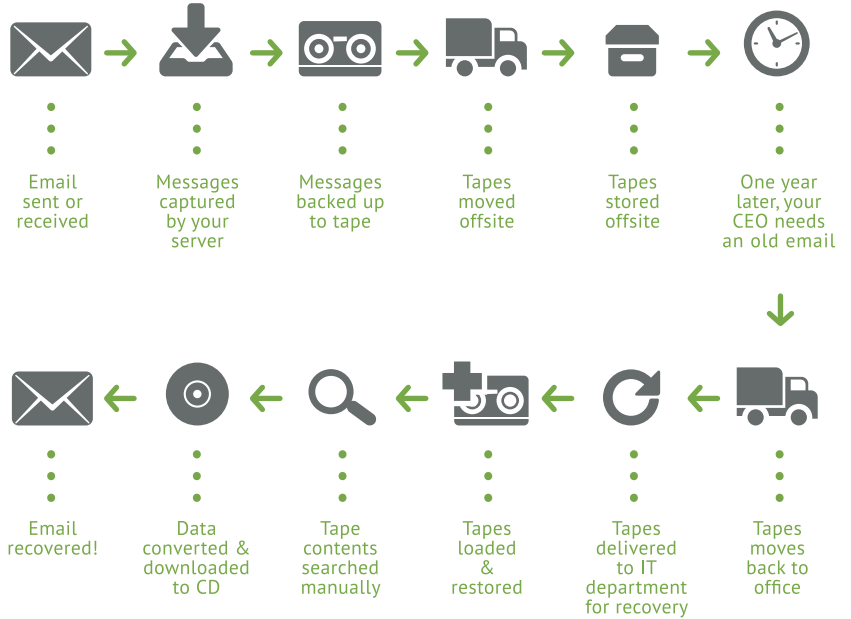 Email
sent or
received
Messages
captured
by your
server
Messages
backed up
to tape
Tapes
moved
offsite
Tapes
stored
offsite
One year
later, your
CEO needs
an old email
Tapes
moves
back to
office
Tapes
delivered
to IT
department
for recovery
Tapes
loaded
&
restored
Tape
contents
searched
manually
Data
converted &
downloaded
to CD
Email
recovered!